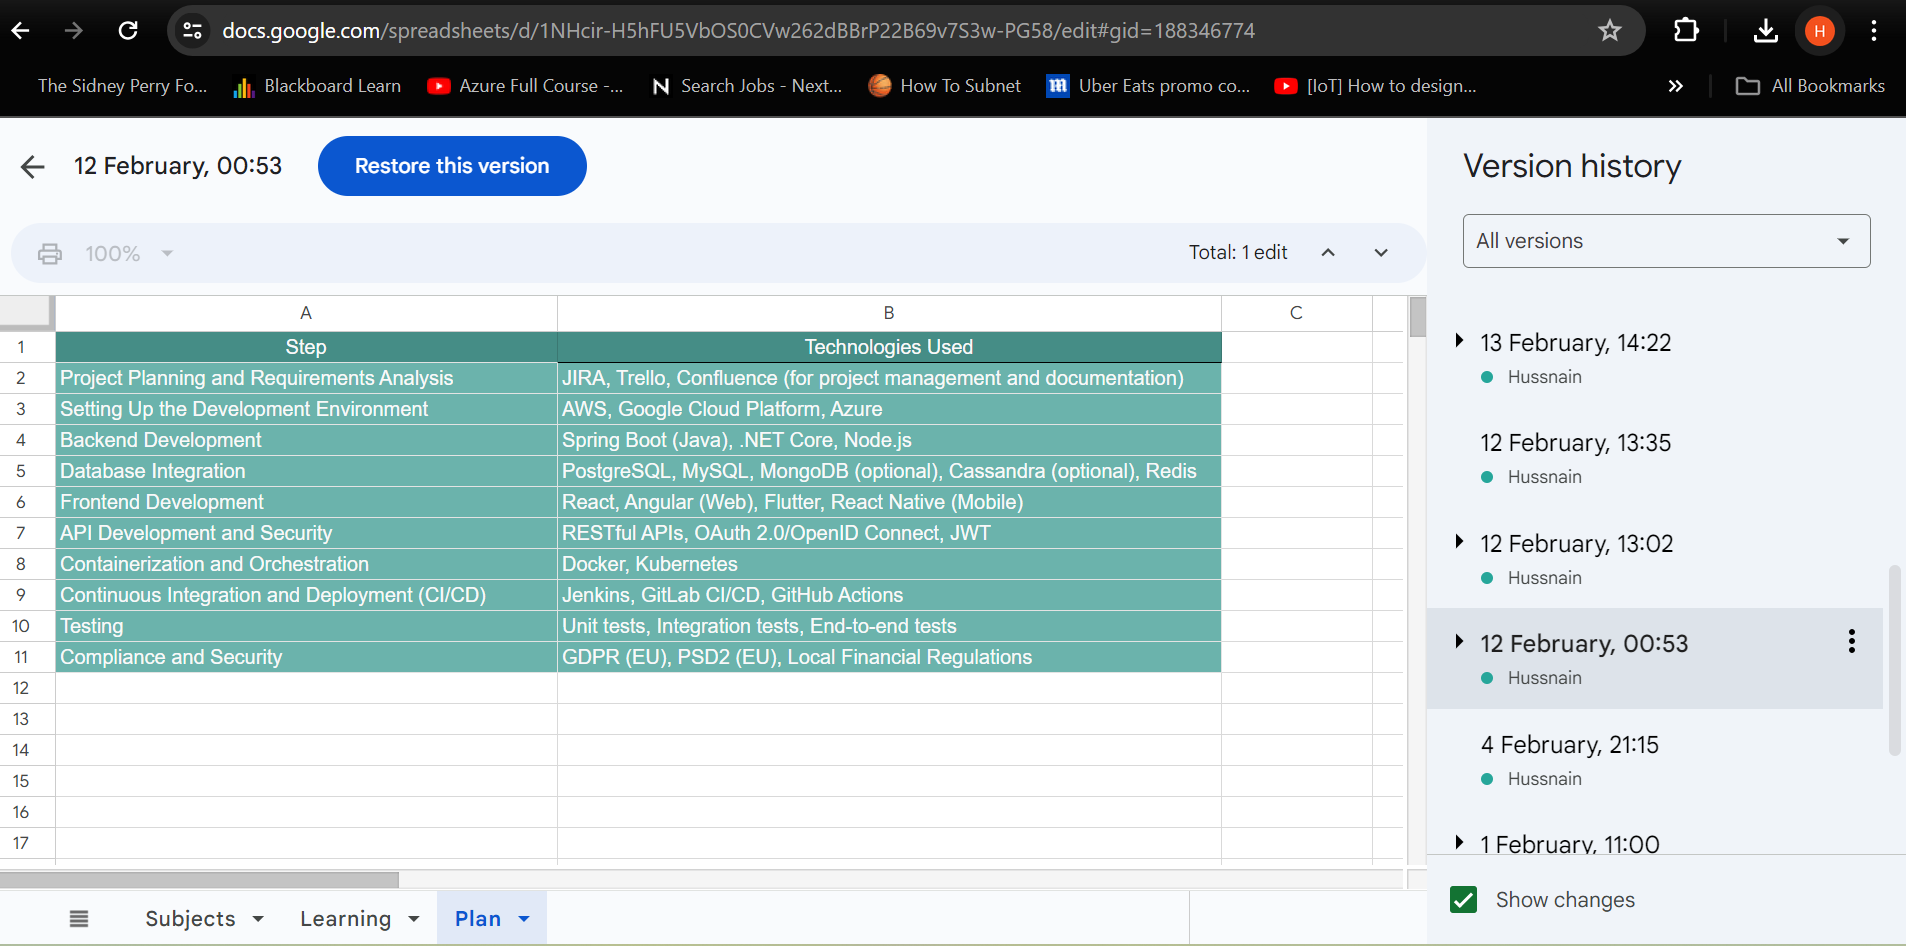 docs.google.com/spreadsheets/d/1NHcir-H5hFU5VbOS0CVw262dBBrP22B69v7S3w-PG58/edit#gid=188346774
H
The Sidney Perry Fo... Blackboard Learn Azure Full Course -... Search Jobs - Next... How To Subnet Uber Eats promo co... [IoT] How to design... All Bookmarks
12 February, 00:53 Restore this version
100% Total: 1 edit
A B C
1 Step Technologies Used
2 Project Planning and Requirements Analysis JIRA, Trello, Confluence (for project management and documentation)
3 Setting Up the Development Environment AWS, Google Cloud Platform, Azure
4 Backend Development Spring Boot (Java), .NET Core, Node.js
5 Database Integration PostgreSQL, MySQL, MongoDB (optional), Cassandra (optional), Redis
6 Frontend Development React, Angular (Web), Flutter, React Native (Mobile)
7 API Development and Security RESTful APIs, OAuth 2.0/OpenID Connect, JWT
8 Containerization and Orchestration Docker, Kubernetes
9 Continuous Integration and Deployment (CI/CD) Jenkins, GitLab CI/CD, GitHub Actions
10 Testing Unit tests, Integration tests, End-to-end tests
11 Compliance and Security GDPR (EU), PSD2 (EU), Local Financial Regulations
12
13
14
15
16
17
Subjects Learning Plan
Version history
All versions
13 February, 14:22
Hussnain
12 February, 13:35
Hussnain
12 February, 13:02
Hussnain
12 February, 00:53
Hussnain
4 February, 21:15
Hussnain
1 February, 11:00
Show changes